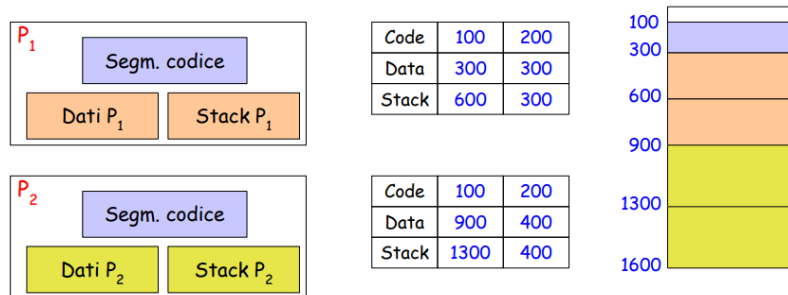 P1
Segm. codice
Dati P1 Stack P1
Code 100 200
Data 300 300
Stack 600 300
P2
Segm. codice
Dati P2 Stack P2
Code 100 200
Data 900 400
Stack 1300 400
100
300
600
900
1300
1600